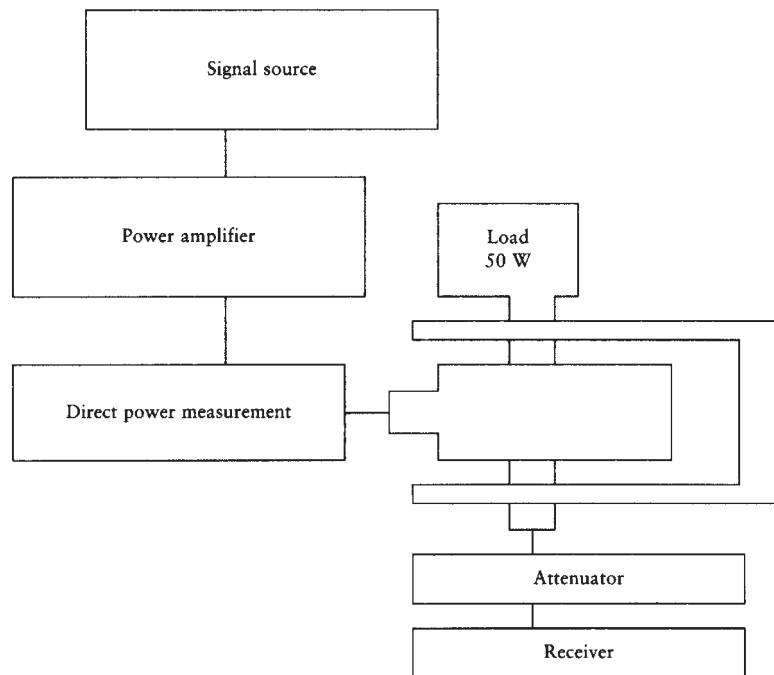 Signal source
Power amplifier
Load
50 W
Direct power measurement
Attenuator
Receiver